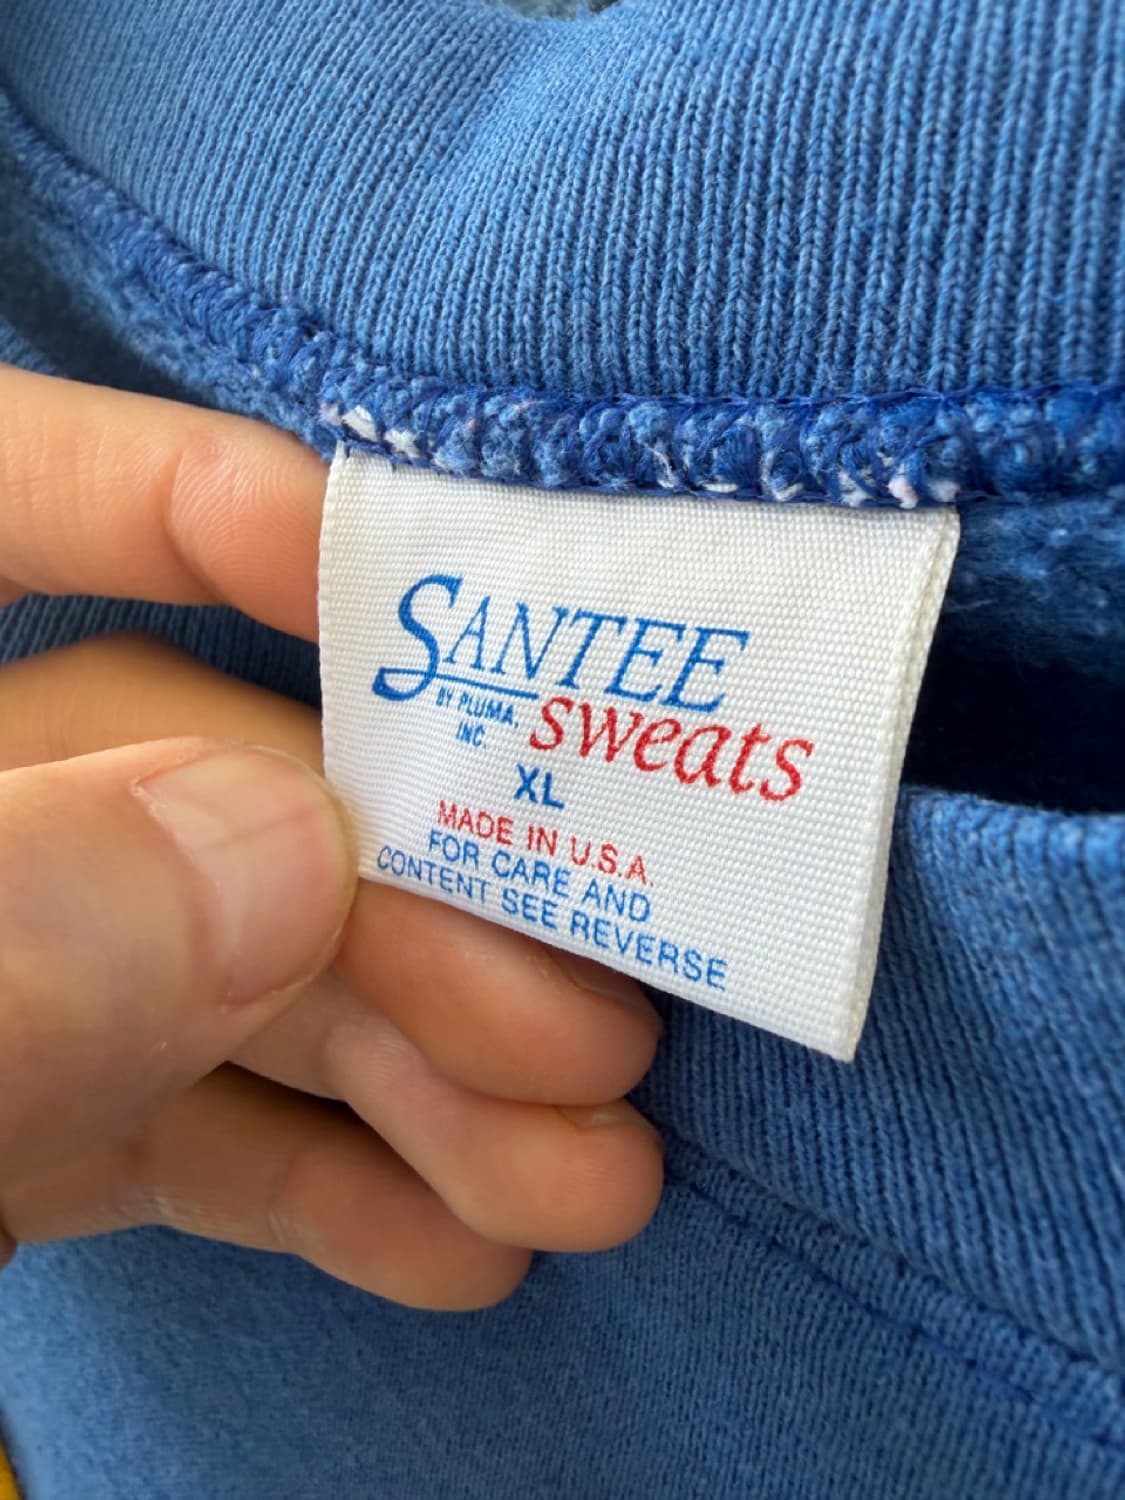 SANTEE
BY PLUMA,
INC.
sweats
XL
MADE IN U.S.A.
FOR CARE AND
CONTENT SEE REVERSE